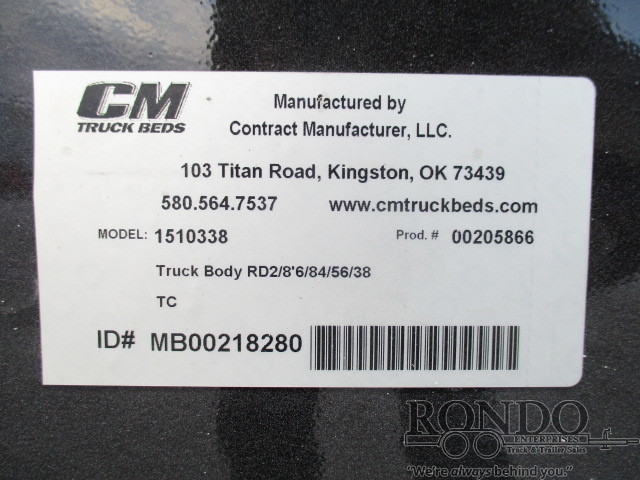 CM
TRUCK BEDS
Manufactured by
Contract Manufacturer, LLC.
103 Titan Road, Kingston, OK 73439
580.564.7537 www.cmtruckbeds.com
MODEL: 1510338 Prod. # 00205866
Truck Body RD2/8'6/84/56/38
TC
ID# MB00218280
RONDO
ENTERPRISES
Truck & Trailer Sales
"We're always behind you."